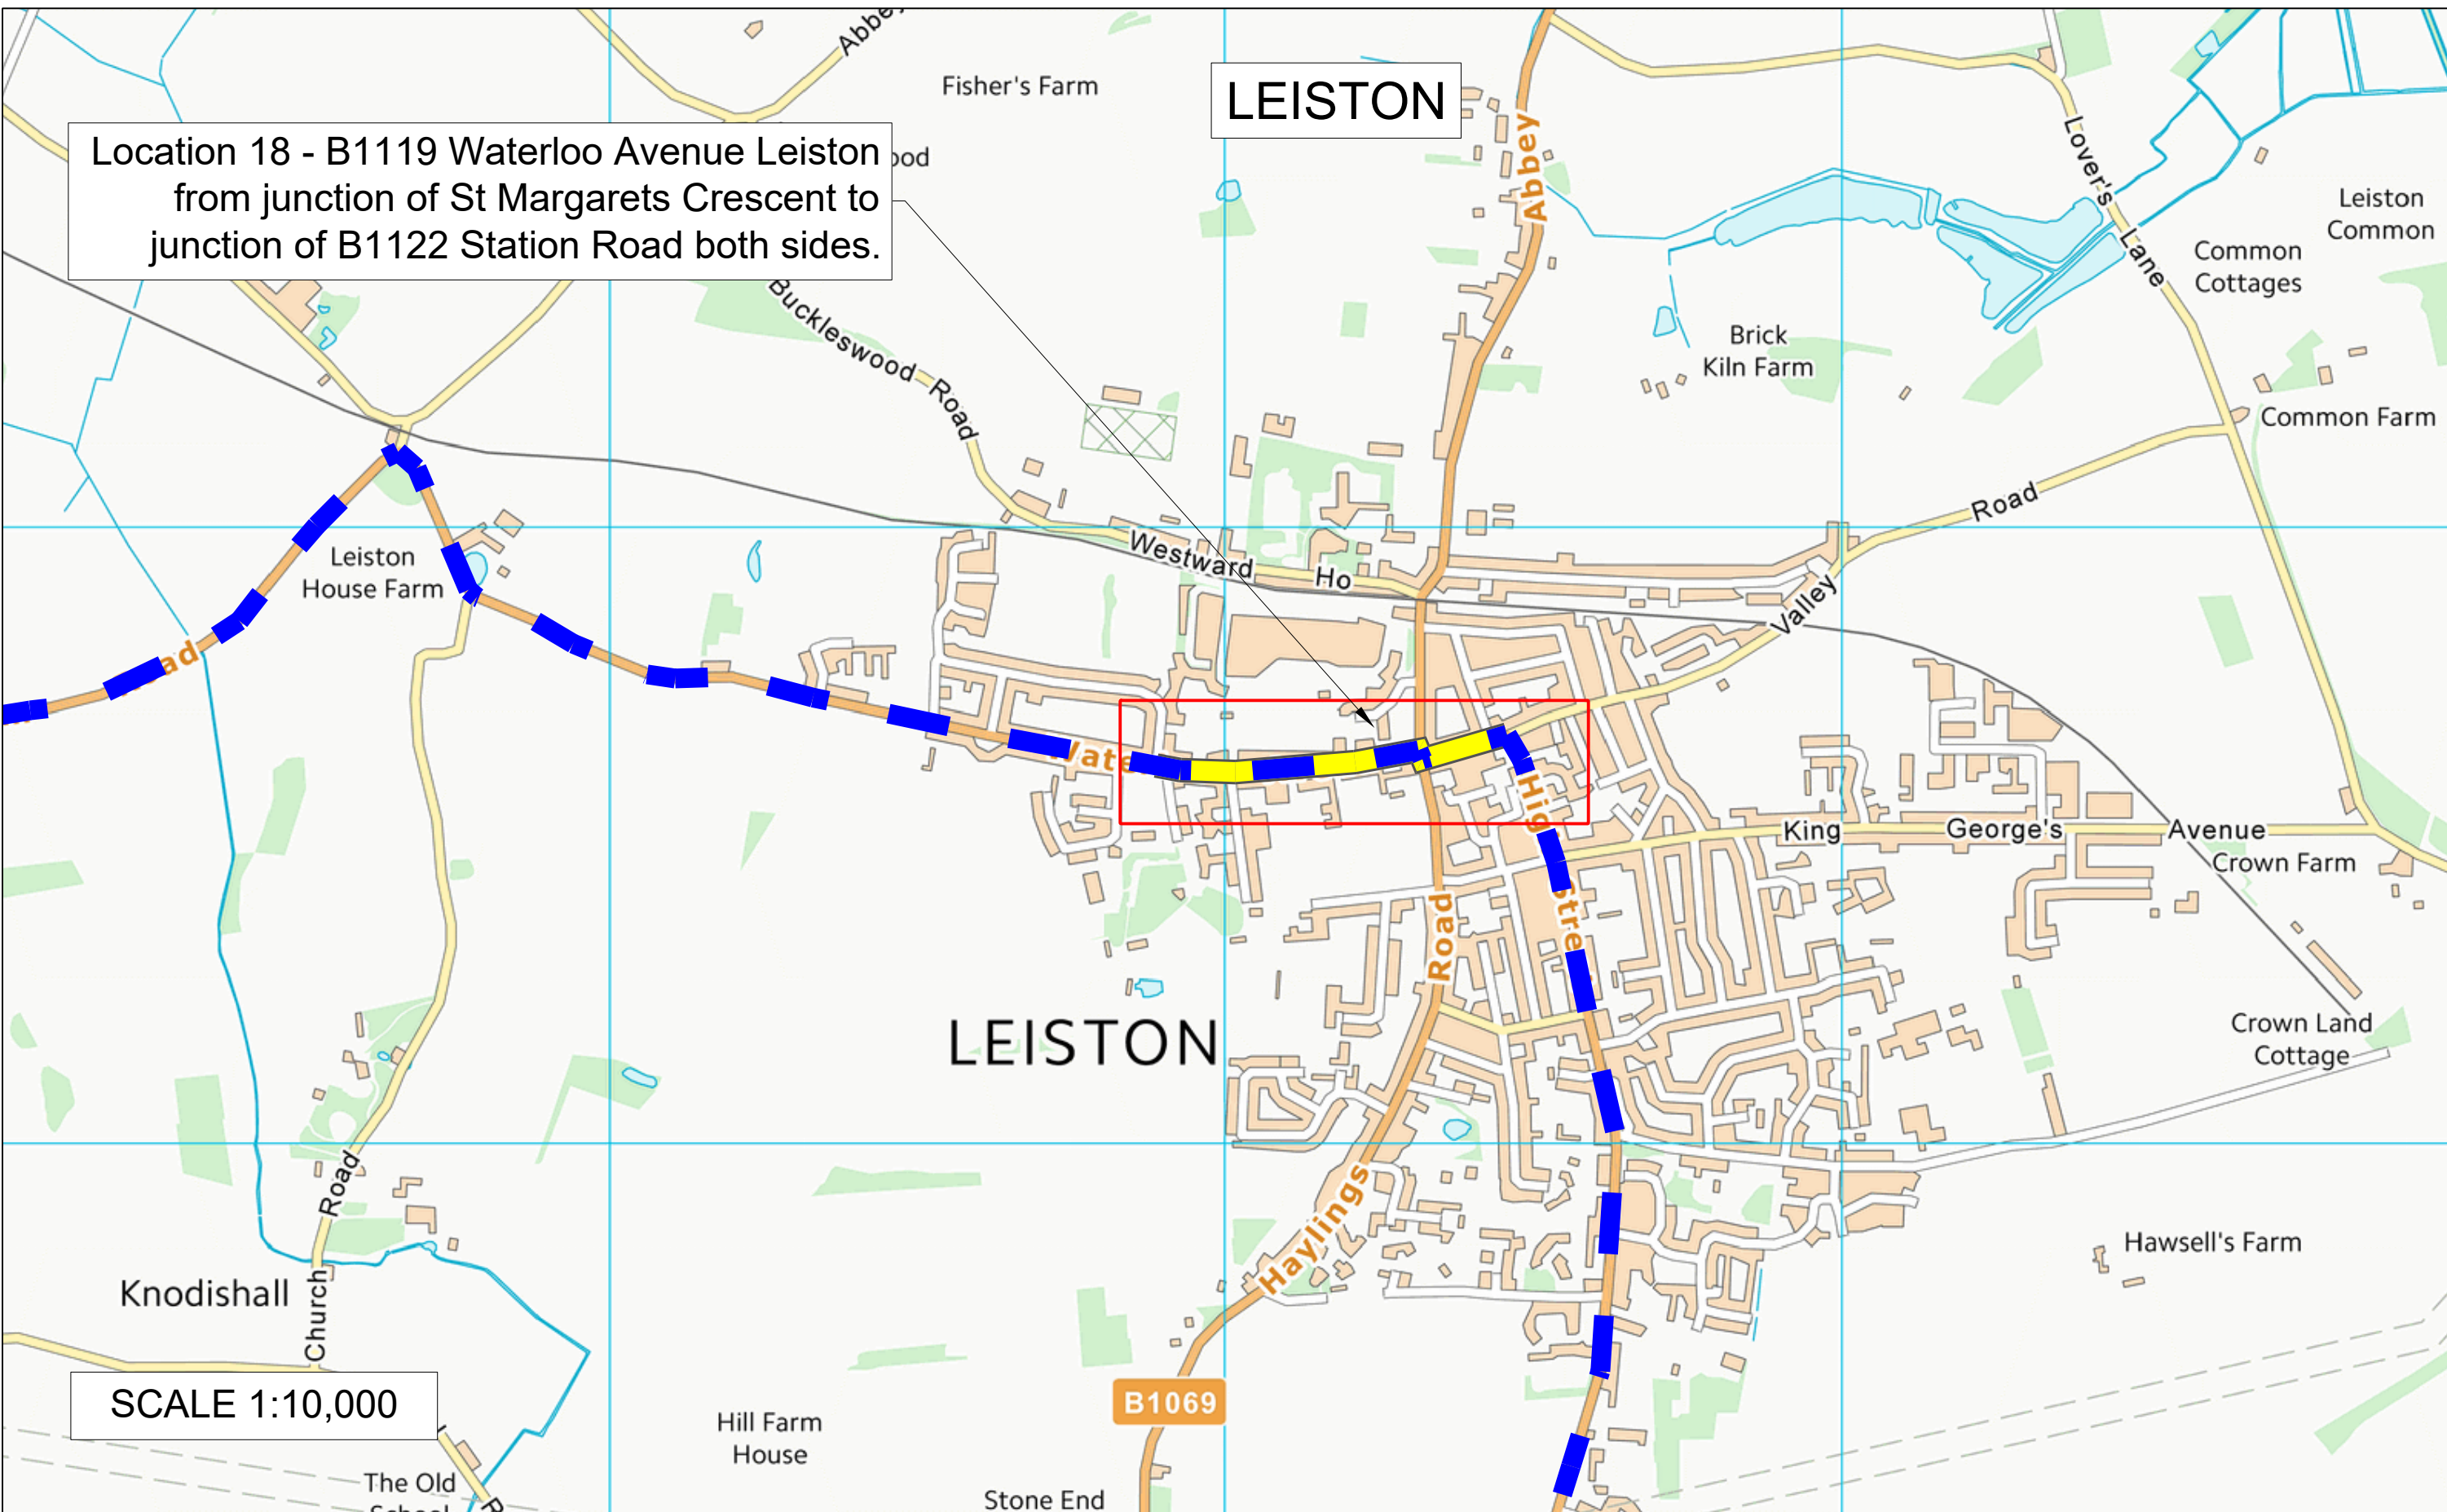 Abbey
Fisher's Farm
LEISTON
Location 18 - B1119 Waterloo Avenue Leiston
from junction of St Margarets Crescent to
junction of B1122 Station Road both sides.
Abbey
Lover's Lane
Leiston
Common
Common
Cottages
Buckleswood Road
Brick
Kiln Farm
Common Farm
Road
Westward Ho
Leiston
House Farm
Valley
King George's Avenue
Crown Farm
Road
LEISTON
Crown Land
Cottage
Road
Haylings
Hawsell's Farm
Knodishall
Church
SCALE 1:10,000
B1069
Hill Farm
House
The Old
School
Stone End